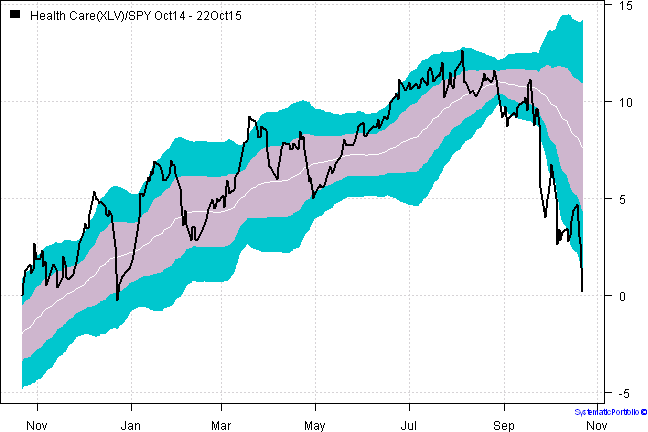 Health Care(XLV)/SPY Oct14 - 22Oct15
15
10
5
0
-5
Nov Jan Mar May Jul Sep Nov
SystematicPortfolio ©